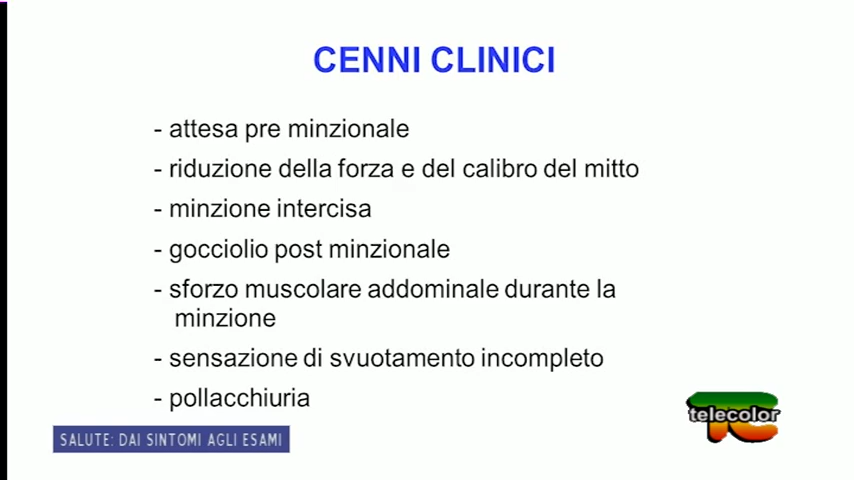 CENNI CLINICI
- attesa pre minzionale
- riduzione della forza e del calibro del mitto
- minzione intercisa
- gocciolio post minzionale
- sforzo muscolare addominale durante la
minzione
- sensazione di svuotamento incompleto
- pollacchiuria
telecolor
SALUTE: DAI SINTOMI AGLI ESAMI